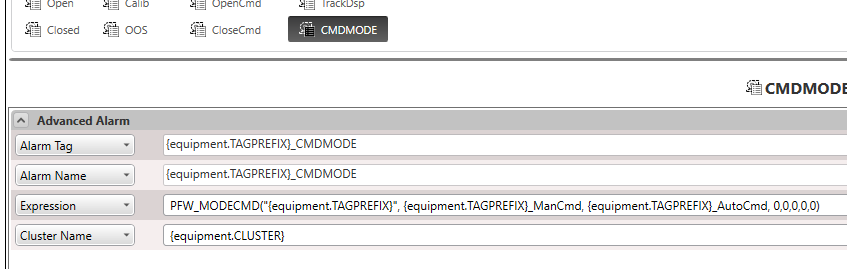 Open Calib OpenCmd TrackDsp
Closed OOS CloseCmd CMDMODE
CMDMODE
Advanced Alarm
Alarm Tag {equipment.TAGPREFIX}_CMDMODE
Alarm Name {equipment.TAGPREFIX}_CMDMODE
Expression PFW_MODECMD("{equipment.TAGPREFIX}", {equipment.TAGPREFIX}_ManCmd, {equipment.TAGPREFIX}_AutoCmd, 0,0,0,0,0)
Cluster Name {equipment.CLUSTER}